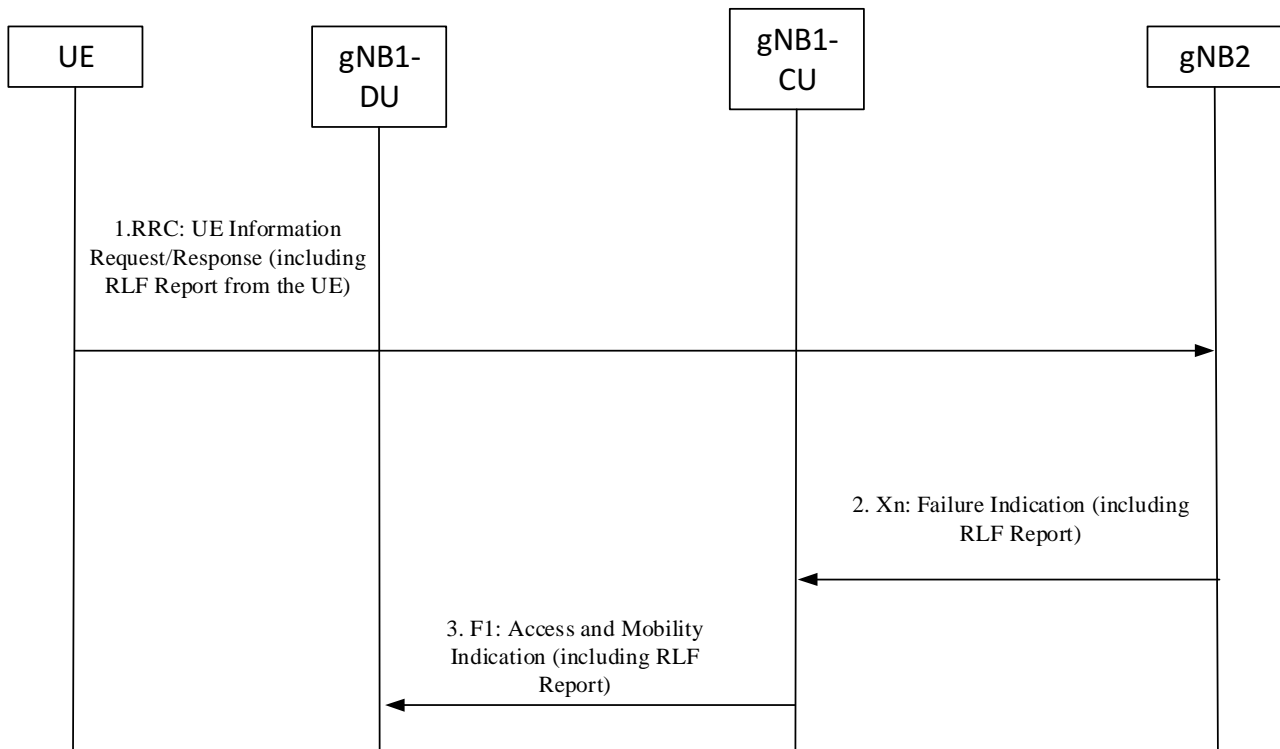 UE
gNB1-
DU
gNB1-
CU
gNB2
1.RRC: UE Information
Request/Response (including
RLF Report from the UE)
2. Xn: Failure Indication (including
RLF Report)
3. F1: Access and Mobility
Indication (including RLF
Report)